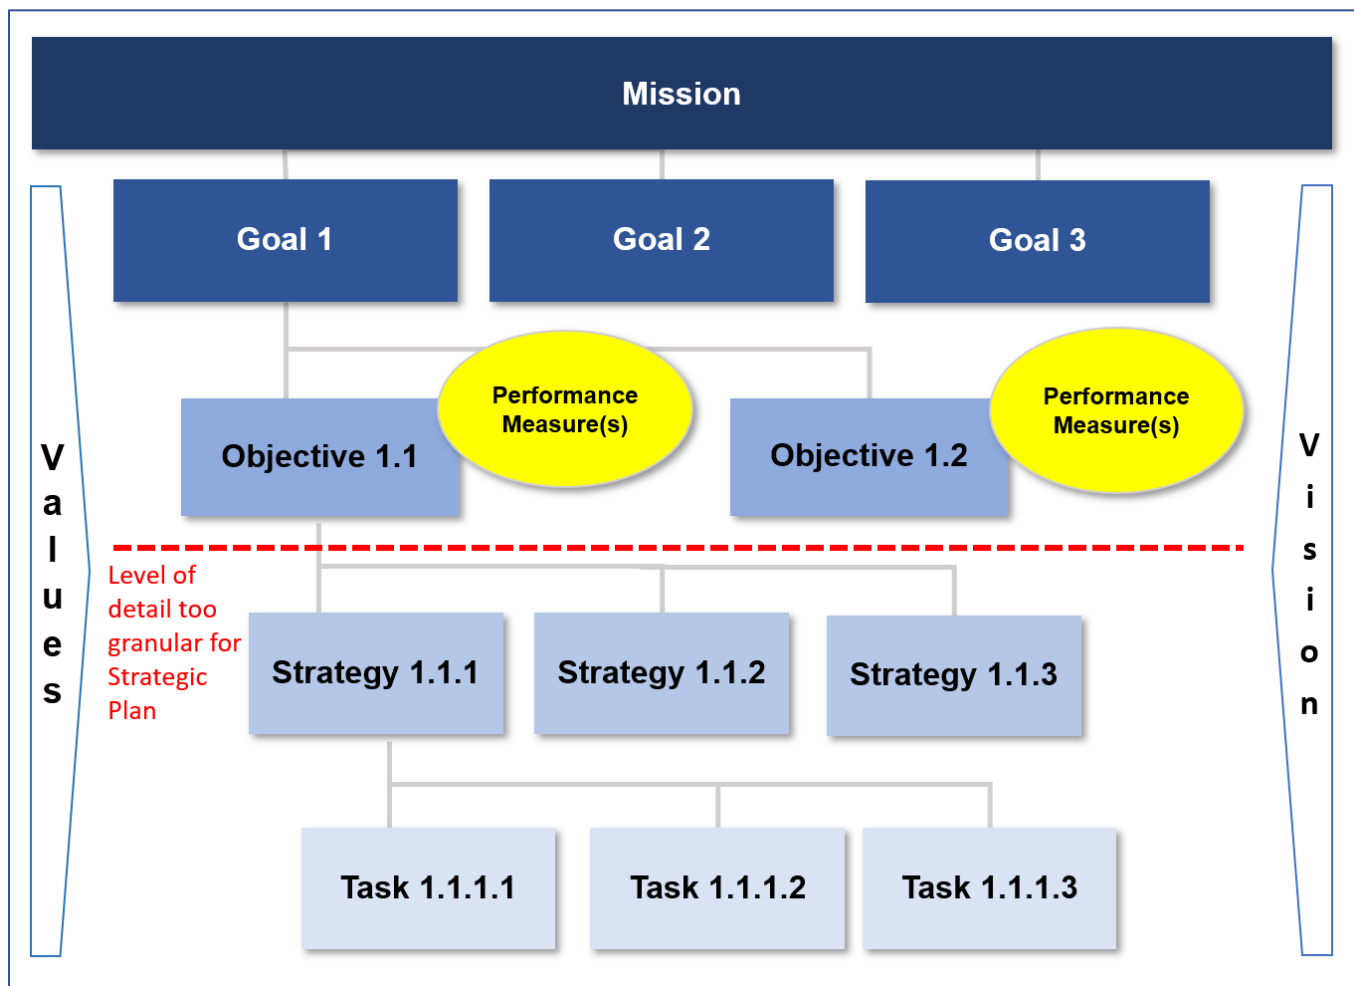 Mission
Goal 1
Goal 2
Goal 3
Performance
Measure(s)
Performance
Measure(s)
Objective 1.1
Objective 1.2
Values
Vision
Level of
detail too
granular for
Strategic
Plan
Strategy 1.1.1
Strategy 1.1.2
Strategy 1.1.3
Task 1.1.1.1
Task 1.1.1.2
Task 1.1.1.3